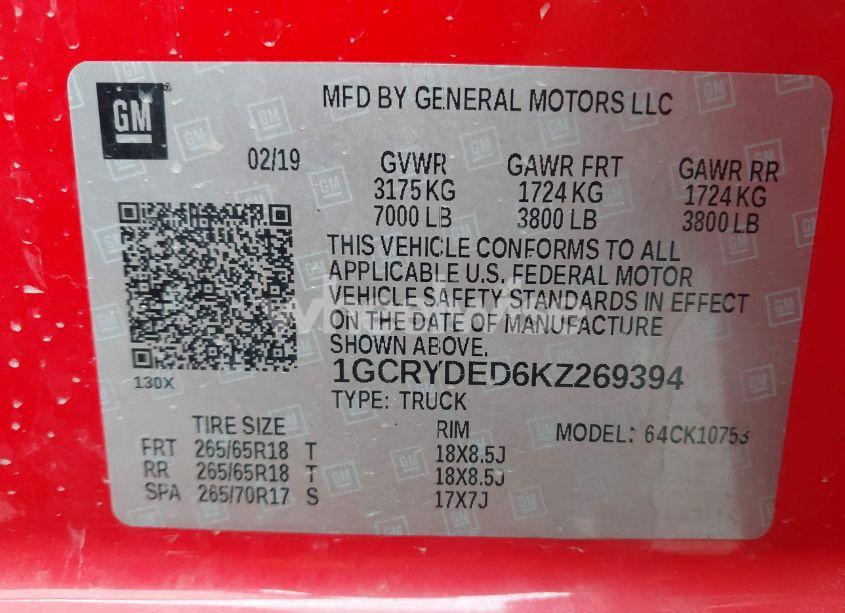 GM
MFD BY GENERAL MOTORS LLC
02/19 GVWR GAWR FRT GAWR RR
3175 KG 1724 KG 1724 KG
7000 LB 3800 LB 3800 LB
THIS VEHICLE CONFORMS TO ALL
APPLICABLE U.S. FEDERAL MOTOR
VEHICLE SAFETY STANDARDS IN EFFECT
ON THE DATE OF MANUFACTURE
SHOWN ABOVE.
130X
1GCRYDED6KZ269394
TYPE: TRUCK
TIRE SIZE RIM MODEL: 64CK10753
FRT 265/65R18 T 18X8.5J
RR 265/65R18 T 18X8.5J
SPA 265/70R17 S 17X7J